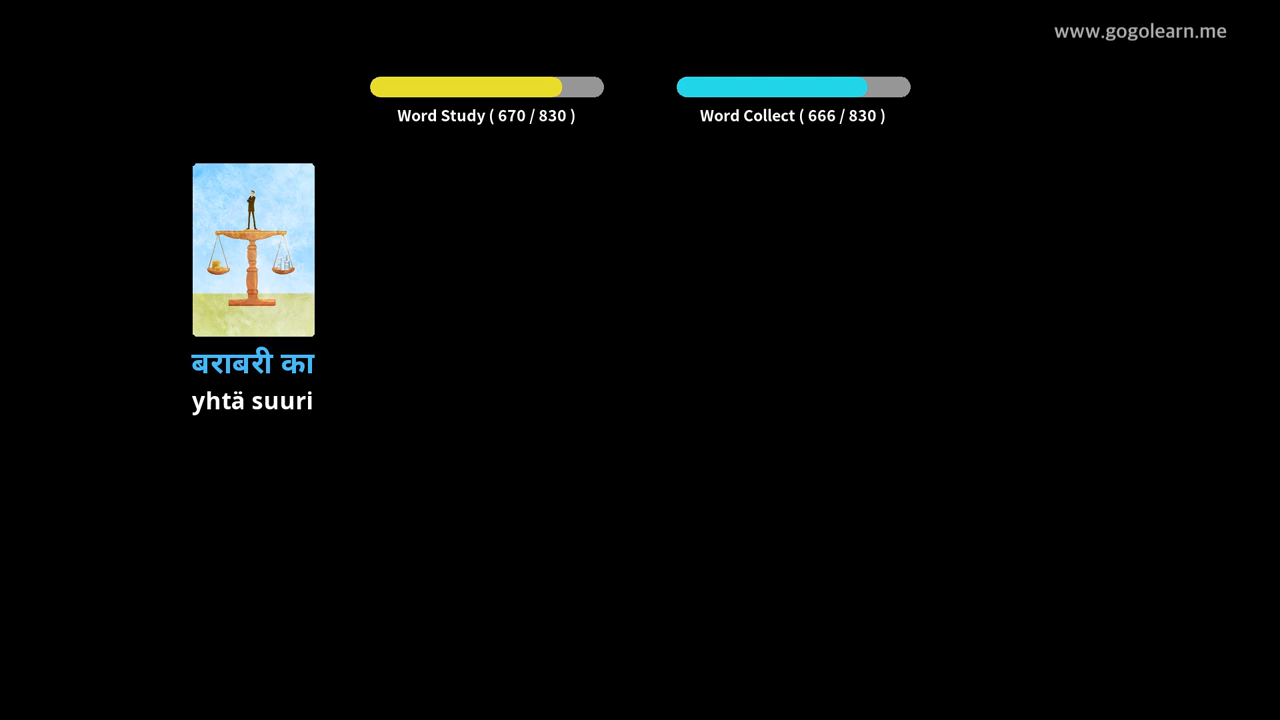 www.gogolearn.me
Word Study ( 670 / 830 )
Word Collect ( 666 / 830 )
बराबरी का
yhtä suuri